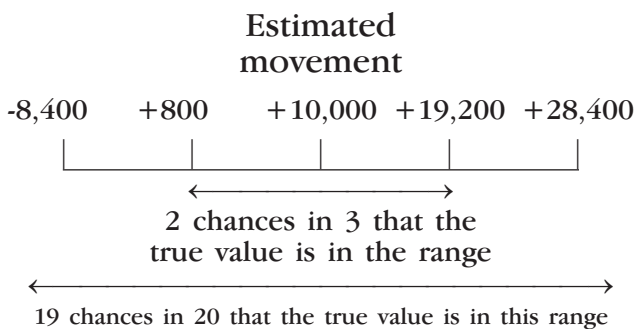 Estimated
movement
-8,400 +800 +10,000 +19,200 +28,400
2 chances in 3 that the
true value is in the range
19 chances in 20 that the true value is in this range